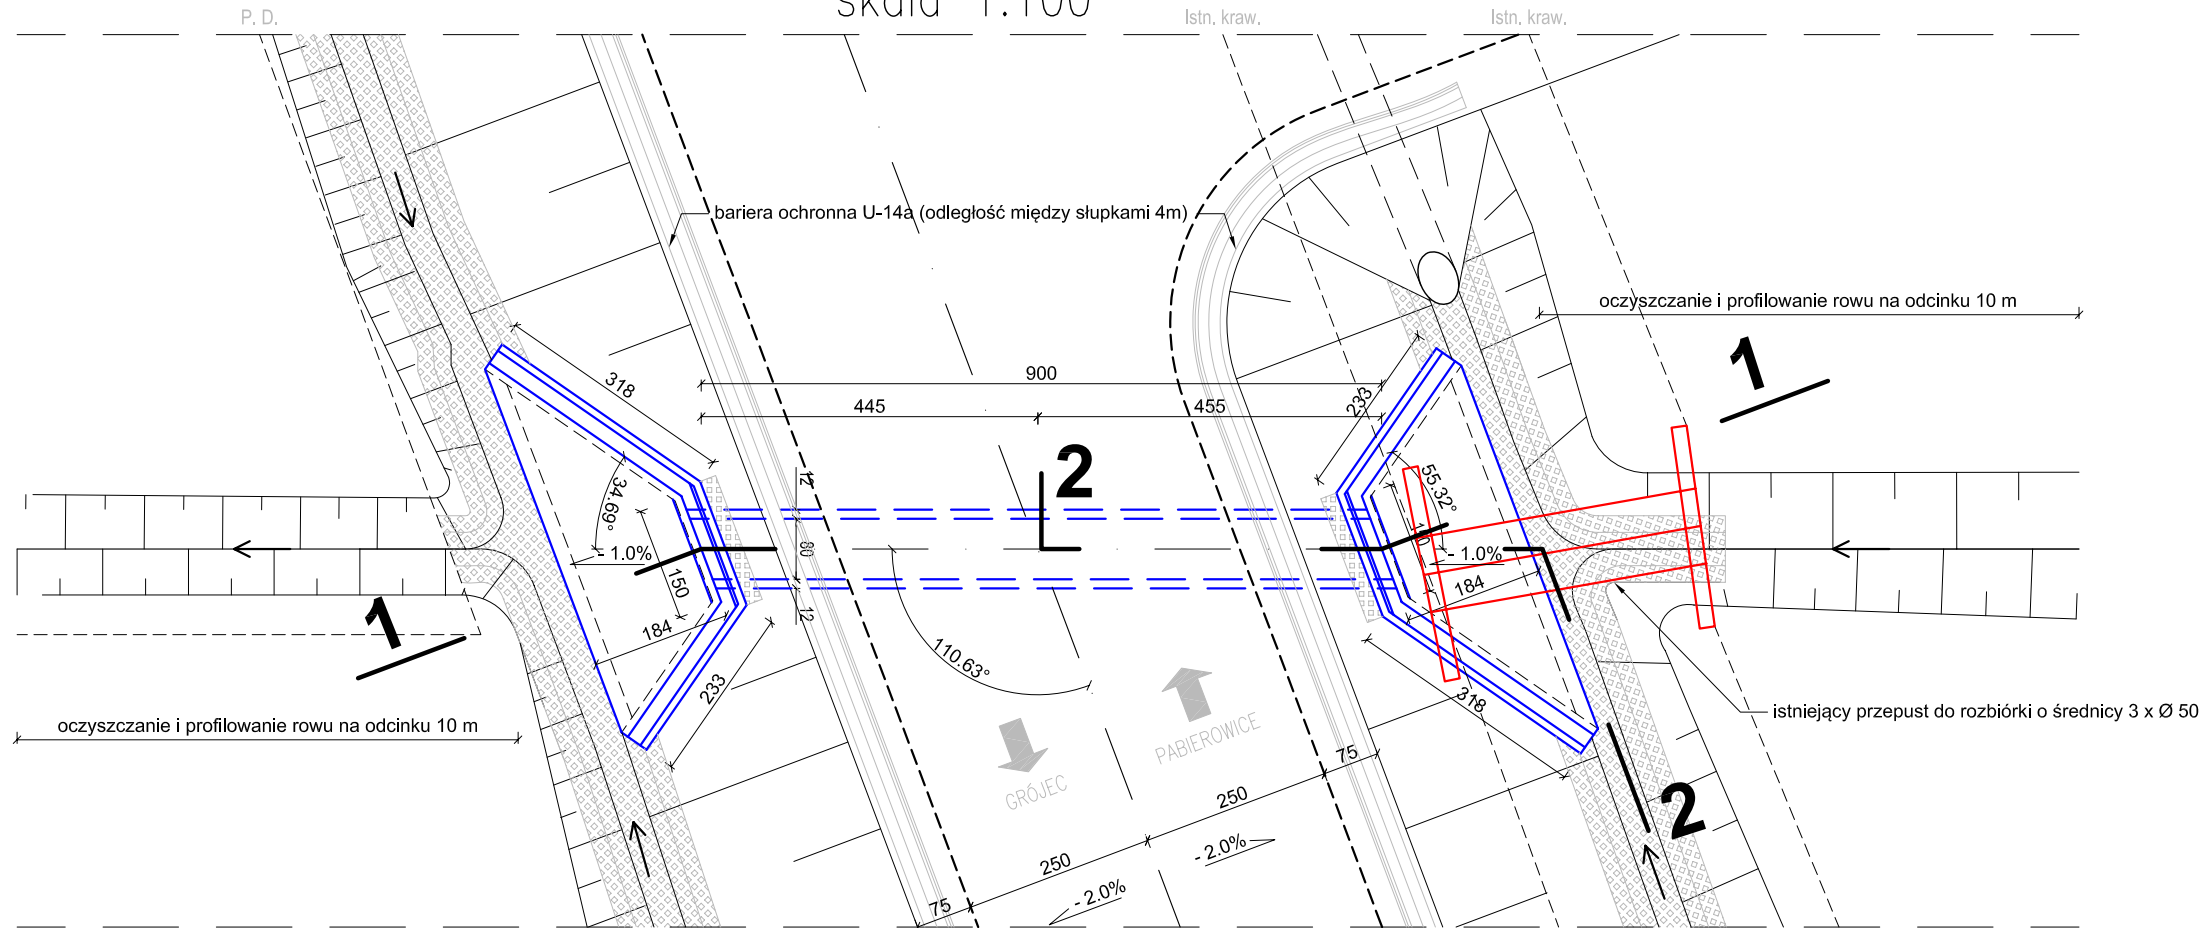 skala 1:100
P. D.
Istn. kraw.
Istn. kraw.
bariera ochronna U-14a (odległość między słupkami 4m)
oczyszczanie i profilowanie rowu na odcinku 10 m
1
318
900
233
445
455
2
12
34.69°
55.32°
80
- 1.0%
- 1.0%
150
184
12
1
184
110.63°
233
318
istniejący przepust do rozbiórki o średnicy 3 x Ø 50
oczyszczanie i profilowanie rowu na odcinku 10 m
PABIEROWICE
75
GRÓJEC
250
2
- 2.0%
250
- 2.0%
75